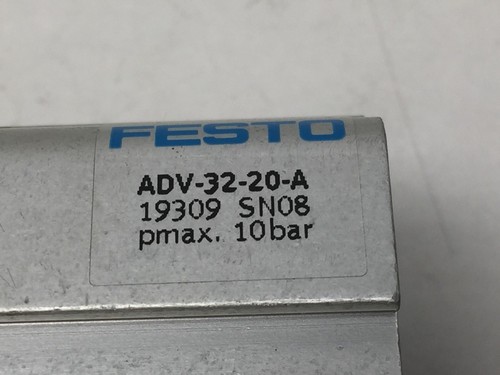 FESTO
ADV-32-20-A
19309 SN08
pmax. 10bar